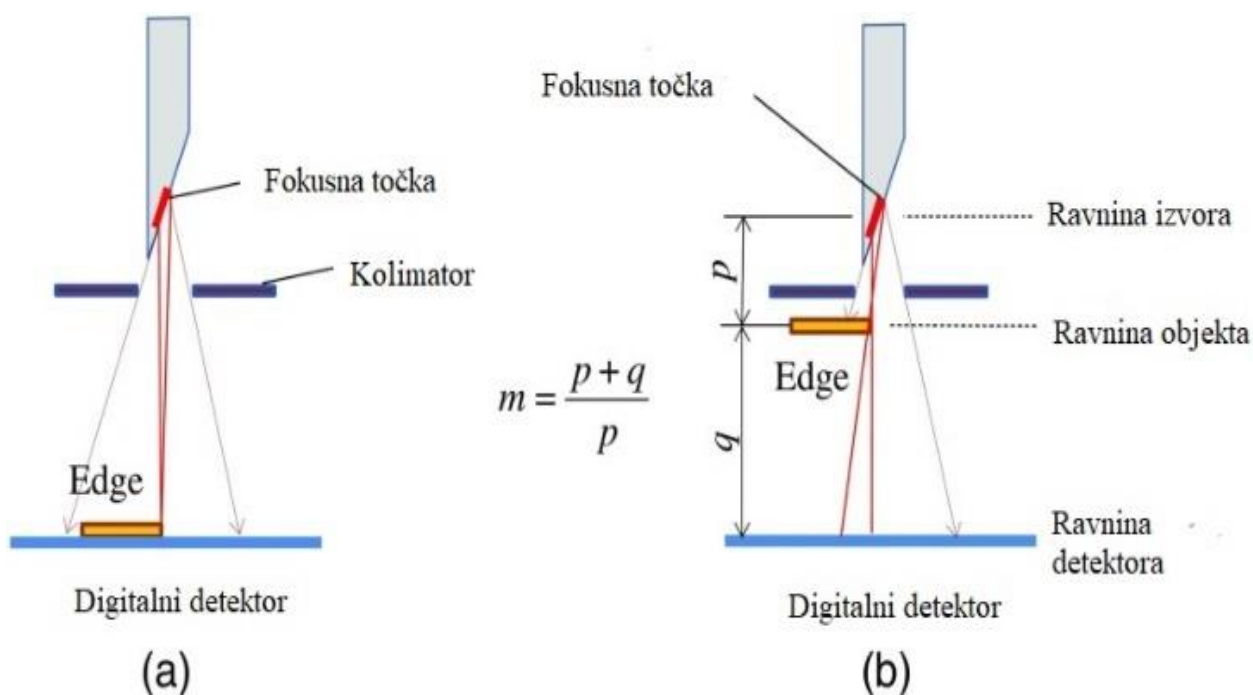 Fokusna točka
Kolimator
Edge
Digitalni detektor
(a)
m = (p + q) / p
Fokusna točka
Ravnina izvora
p
Ravnina objekta
Edge
q
Ravnina
detektora
Digitalni detektor
(b)